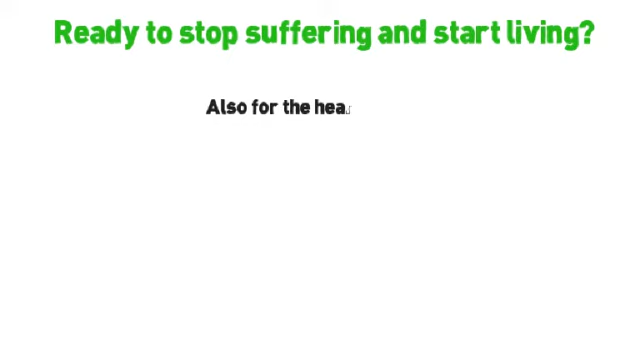 Ready to stop suffering and start living?
Also for the hea